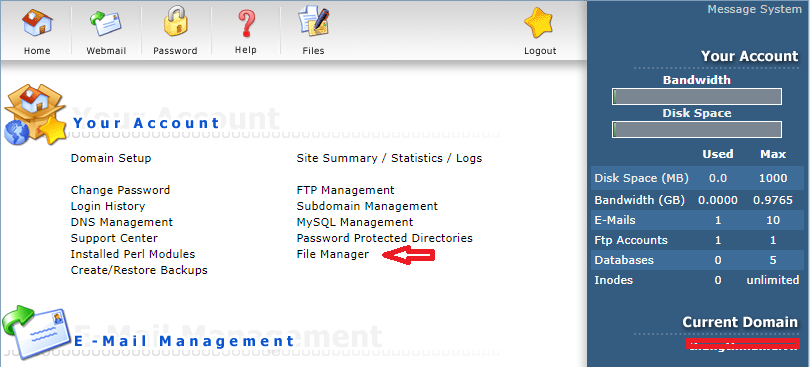 Home Webmail Password Help Files Logout
Message System
Your Account
Bandwidth
Disk Space
Used Max
Disk Space (MB) 0.0 1000
Bandwidth (GB) 0.0000 0.9765
E-Mails 1 10
Ftp Accounts 1 1
Databases 0 5
Inodes 0 unlimited
Current Domain
Your Account
Domain Setup Site Summary / Statistics / Logs
Change Password FTP Management
Login History Subdomain Management
DNS Management MySQL Management
Support Center Password Protected Directories
Installed Perl Modules File Manager
Create/Restore Backups
E-Mail Management